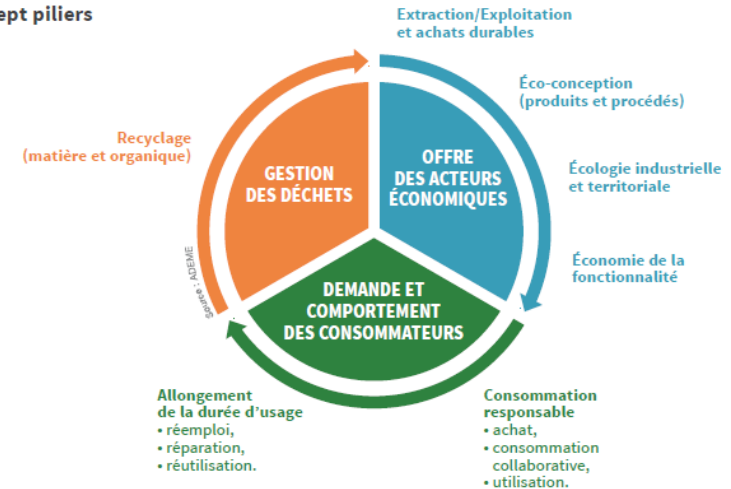 ept piliers
Extraction/Exploitation
et achats durables
Éco-conception
(produits et procédés)
Écologie industrielle
et territoriale
Économie de la
fonctionnalité
Recyclage
(matière et organique)
GESTION
DES DÉCHETS
OFFRE
DES ACTEURS
ÉCONOMIQUES
DEMANDE ET
COMPORTEMENT
DES CONSOMMATEURS
Source : ADEME
Allongement
de la durée d’usage
• réemploi,
• réparation,
• réutilisation.
Consommation
responsable
• achat,
• consommation
collaborative,
• utilisation.